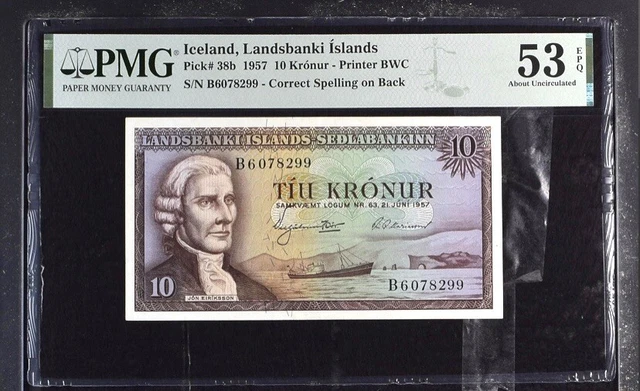 PMG
PAPER MONEY GUARANTY
Iceland, Landsbanki Íslands
Pick# 38b 1957 10 Krónur - Printer BWC
S/N B6078299 - Correct Spelling on Back
53
EPQ
About Uncirculated
LANDSBANKI ÍSLANDS-SEÐLABANKINN
10
B6078299
TÍU KRÓNUR
SAMKVÆMT LÖGUM NR. 63, 21. JÚNÍ 1957
B6078299
10
JÓN EIRÍKSSON